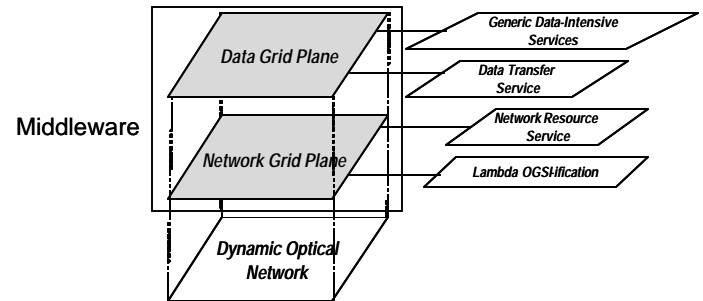 Generic Data-Intensive
Services
Data Grid Plane
Data Transfer
Service
Middleware
Network Resource
Service
Network Grid Plane
Lambda OGSI-ification
Dynamic Optical
Network